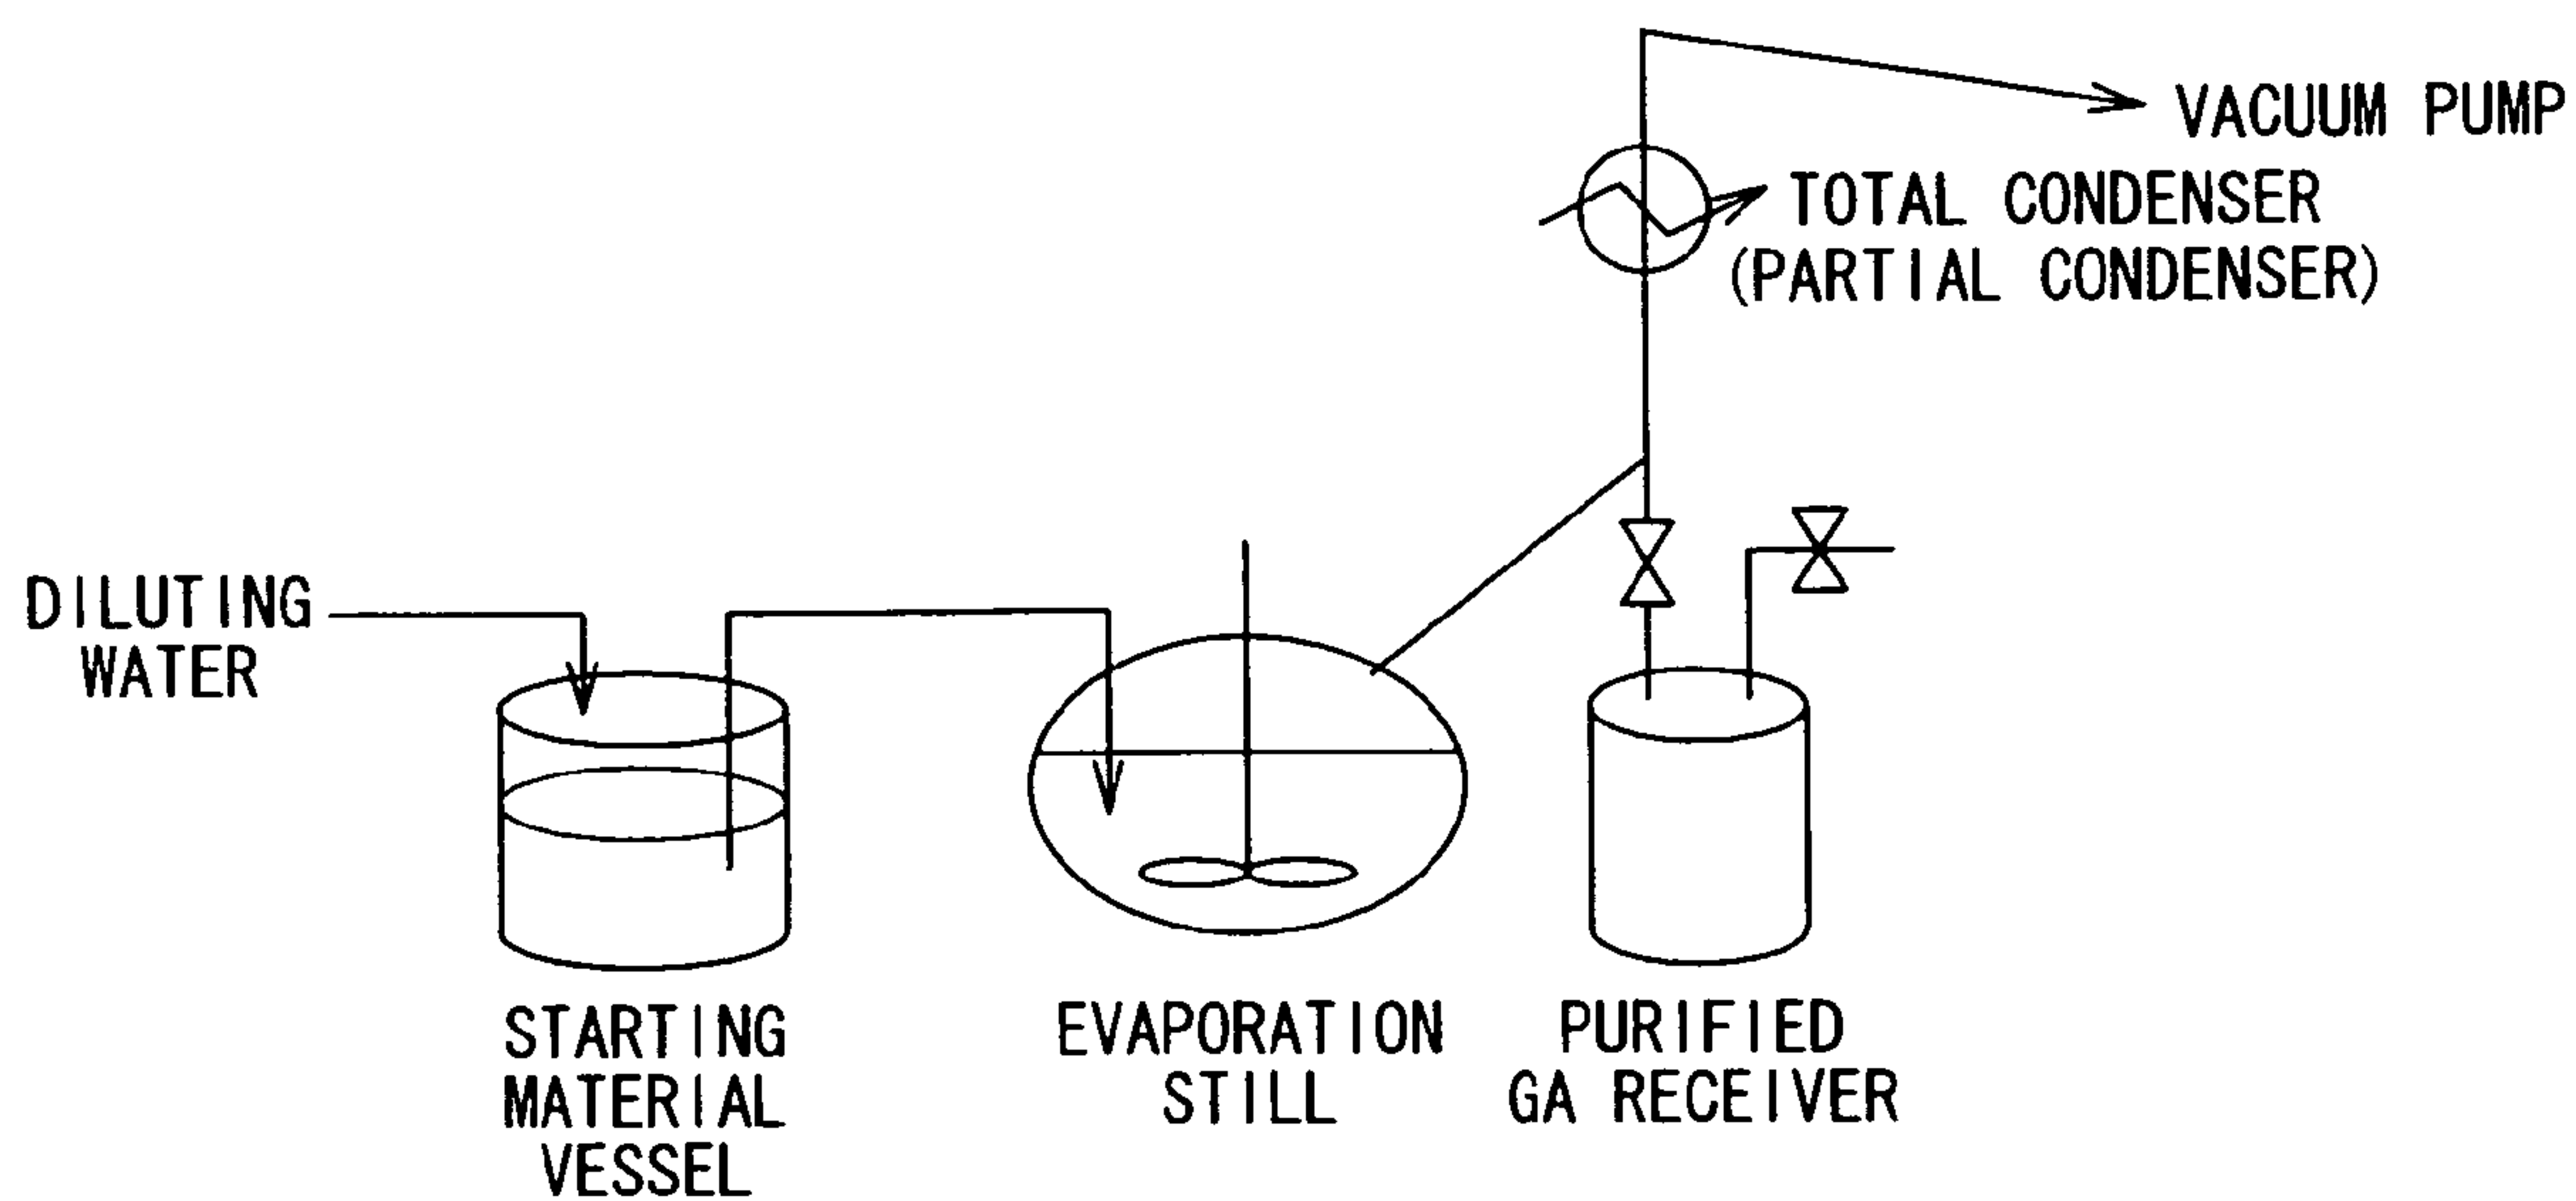 VACUUM PUMP
TOTAL CONDENSER
(PARTIAL CONDENSER)
DILUTING
WATER
STARTING
MATERIAL
VESSEL
EVAPORATION
STILL
PURIFIED
GA RECEIVER